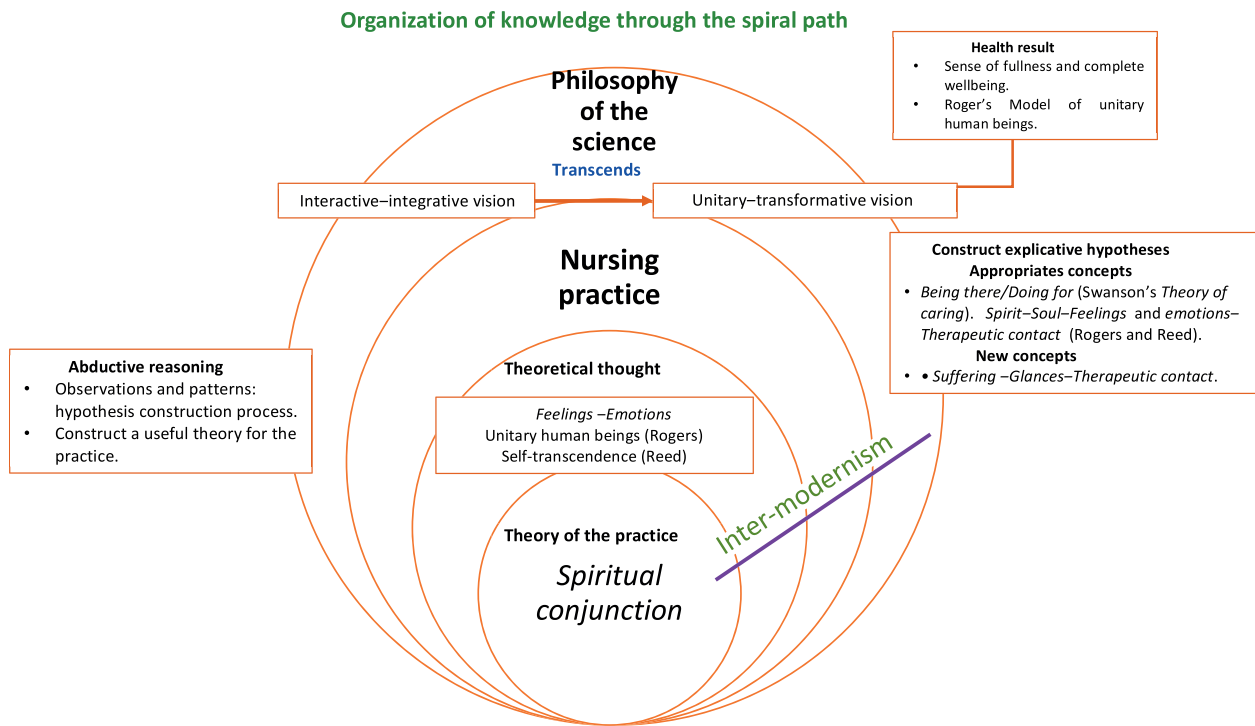 Organization of knowledge through the spiral path
Health result
• Sense of fullness and complete
wellbeing.
• Roger’s Model of unitary
human beings.
Philosophy
of the
science
Transcends
Interactive–integrative vision
Unitary–transformative vision
Construct explicative hypotheses
Appropriates concepts
• Being there/Doing for (Swanson’s Theory of
caring). Spirit–Soul–Feelings and emotions–
Therapeutic contact (Rogers and Reed).
New concepts
• • Suffering –Glances–Therapeutic contact.
Nursing
practice
Abductive reasoning
• Observations and patterns:
hypothesis construction process.
• Construct a useful theory for the
practice.
Theoretical thought
Feelings –Emotions
Unitary human beings (Rogers)
Self-transcendence (Reed)
Inter-modernism
Theory of the practice
Spiritual
conjunction